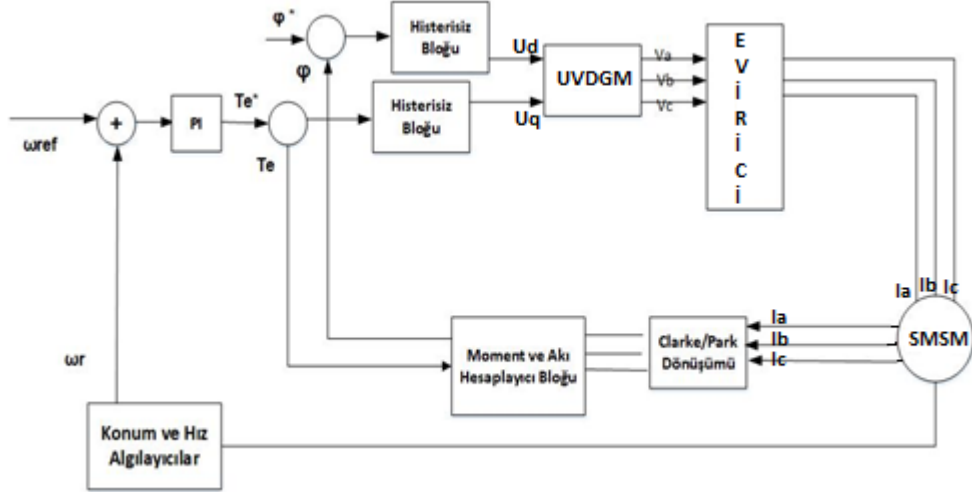 φ*
φ
Histerisiz
Bloğu
Ud
UVDGM
Va
Vb
Vc
E
V
İ
R
İ
C
İ
ωref
+
PI
Te*
Te
Histerisiz
Bloğu
Uq
Ia Ib Ic
SMSM
Ia
Ib
Ic
Clarke/Park
Dönüşümü
Moment ve Akı
Hesaplayıcı Bloğu
ωr
Konum ve Hız
Algılayıcılar